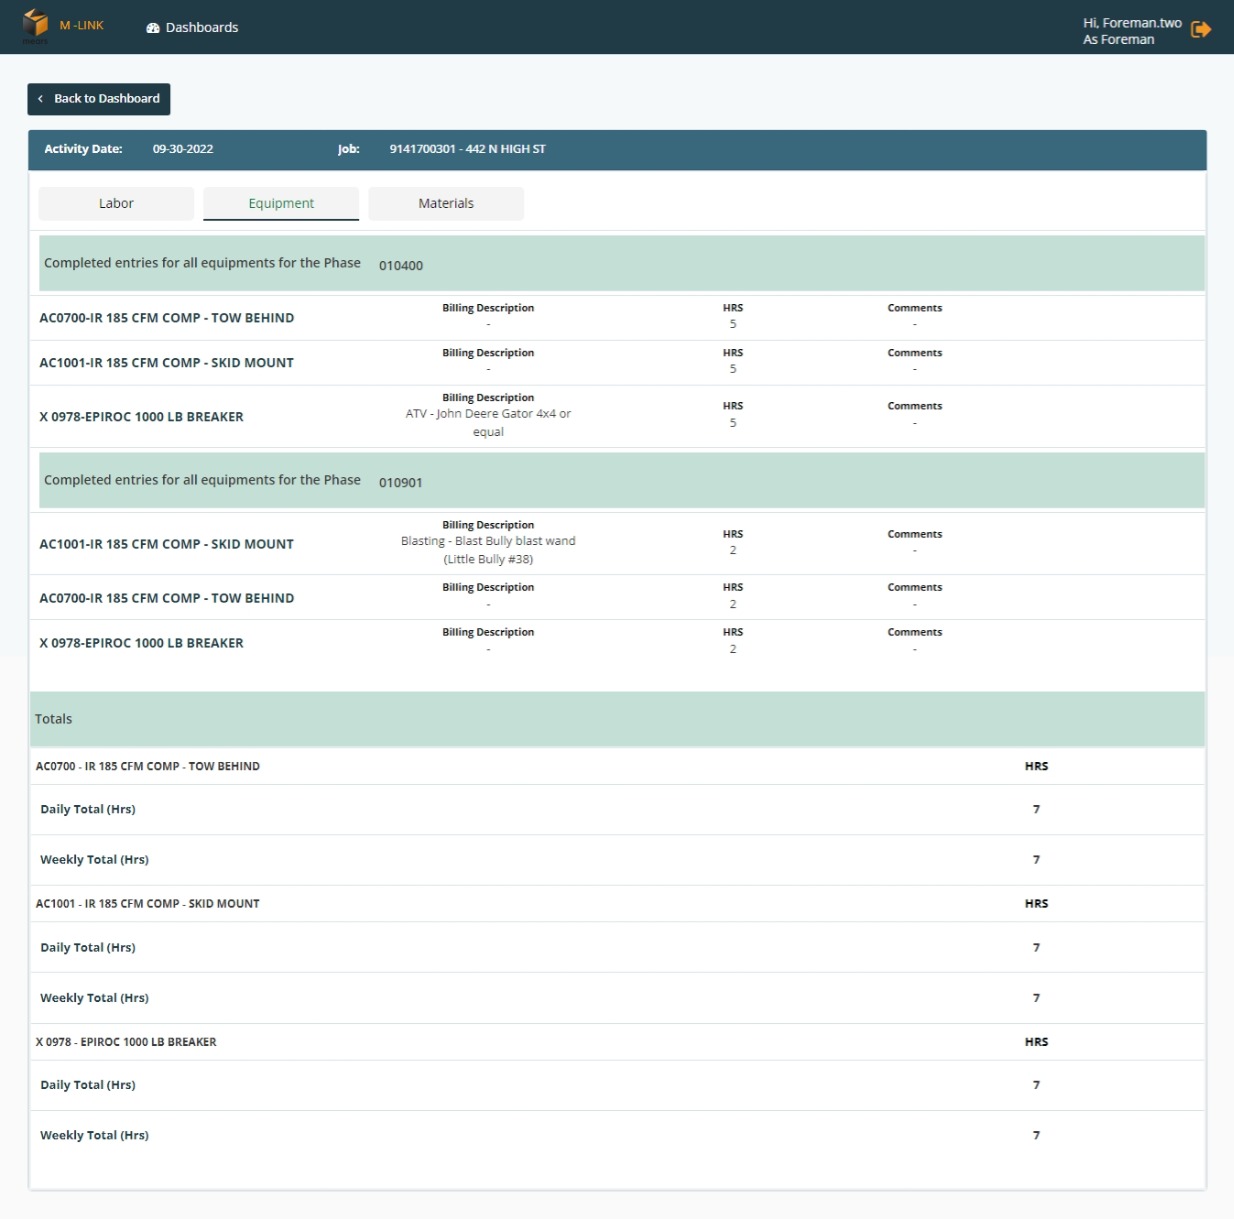 M -LINK
Dashboards
Hi, Foreman.two
As Foreman
Back to Dashboard
Activity Date: 09-30-2022 Job: 9141700301 - 442 N HIGH ST
Labor Equipment Materials
Completed entries for all equipments for the Phase 010400
Billing Description HRS Comments
AC0700-IR 185 CFM COMP - TOW BEHIND
- 5 -
Billing Description HRS Comments
AC1001-IR 185 CFM COMP - SKID MOUNT
- 5 -
Billing Description
HRS Comments
ATV - John Deere Gator 4x4 or
X 0978-EPIROC 1000 LB BREAKER
5 -
equal
Completed entries for all equipments for the Phase 010901
Billing Description
HRS Comments
Blasting - Blast Bully blast wand
AC1001-IR 185 CFM COMP - SKID MOUNT
2 -
(Little Bully #38)
Billing Description HRS Comments
AC0700-IR 185 CFM COMP - TOW BEHIND
- 2 -
Billing Description HRS Comments
X 0978-EPIROC 1000 LB BREAKER
- 2 -
Totals
AC0700 - IR 185 CFM COMP - TOW BEHIND HRS
Daily Total (Hrs) 7
Weekly Total (Hrs) 7
AC1001 - IR 185 CFM COMP - SKID MOUNT HRS
Daily Total (Hrs) 7
Weekly Total (Hrs) 7
X 0978 - EPIROC 1000 LB BREAKER HRS
Daily Total (Hrs) 7
Weekly Total (Hrs) 7